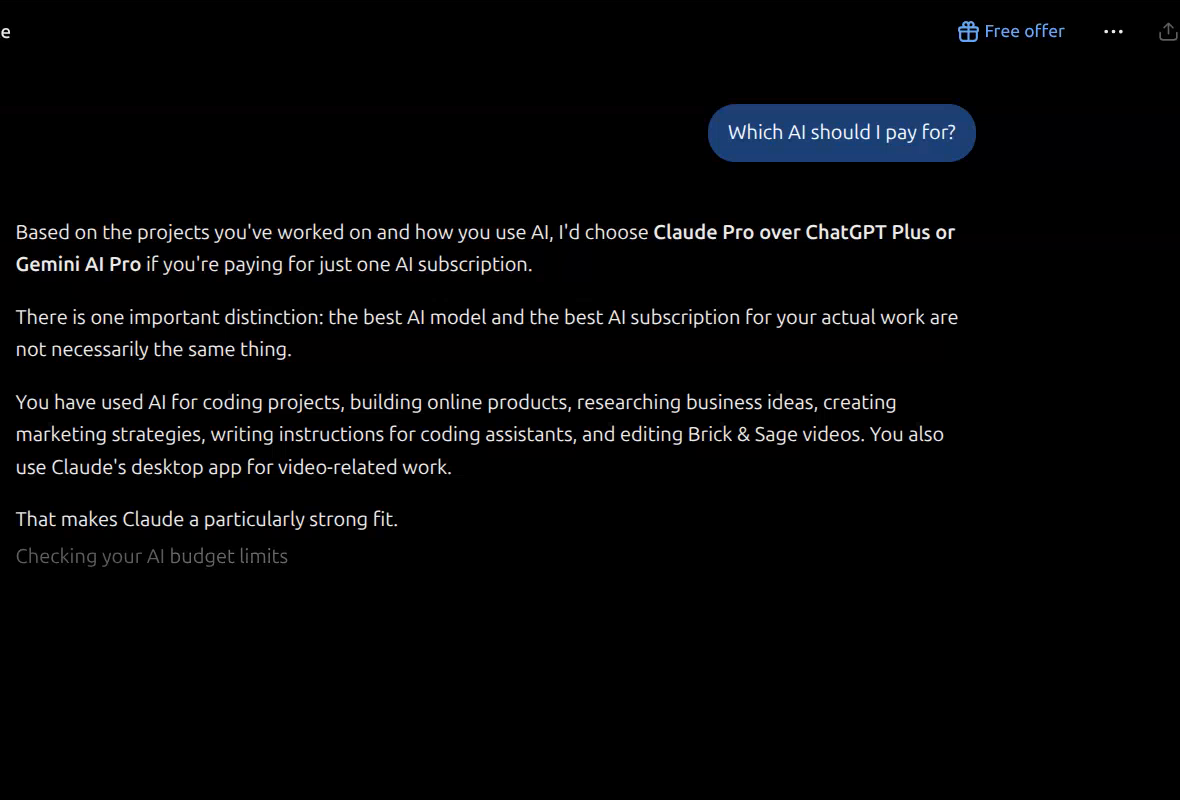 e
Free offer
Which AI should I pay for?
Based on the projects you've worked on and how you use AI, I'd choose Claude Pro over ChatGPT Plus or
Gemini AI Pro if you're paying for just one AI subscription.
There is one important distinction: the best AI model and the best AI subscription for your actual work are
not necessarily the same thing.
You have used AI for coding projects, building online products, researching business ideas, creating
marketing strategies, writing instructions for coding assistants, and editing Brick & Sage videos. You also
use Claude's desktop app for video-related work.
That makes Claude a particularly strong fit.
Checking your AI budget limits